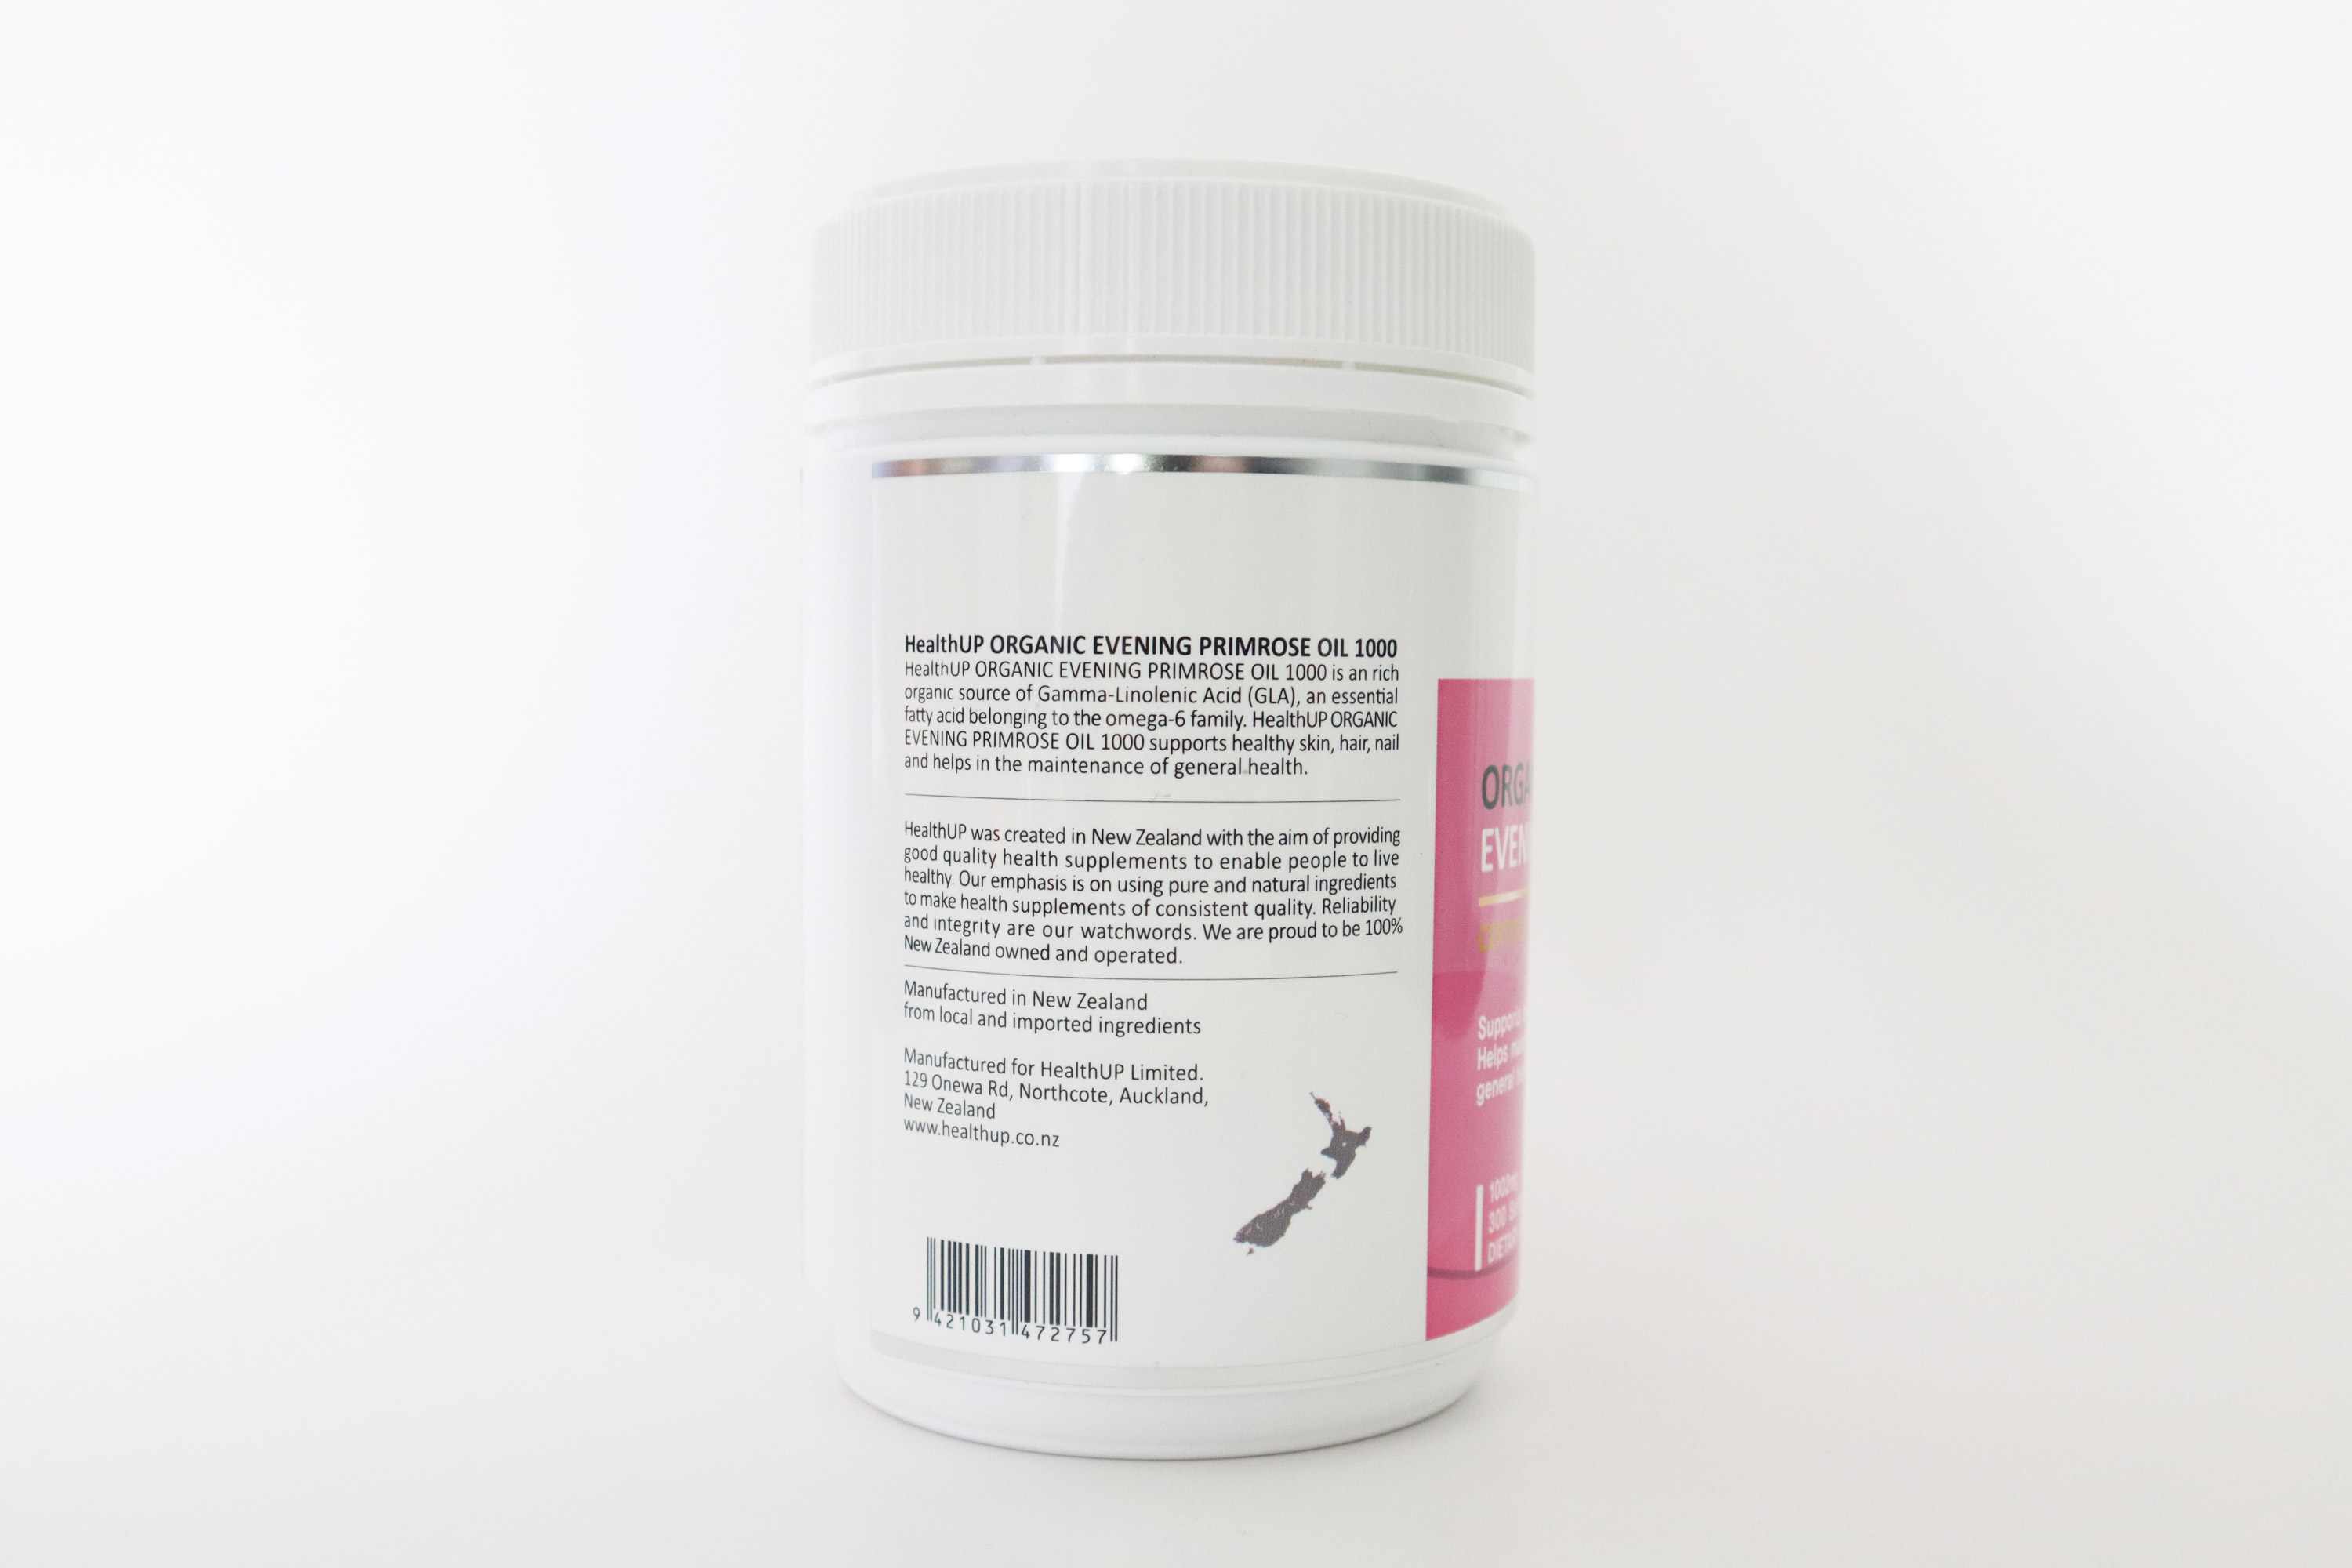 HealthUP ORGANIC EVENING PRIMROSE OIL 1000
HealthUP ORGANIC EVENING PRIMROSE OIL 1000 is an rich
organic source of Gamma-Linolenic Acid (GLA), an essential
fatty acid belonging to the omega-6 family. HealthUP ORGANIC
EVENING PRIMROSE OIL 1000 supports healthy skin, hair, nail
and helps in the maintenance of general health.
HealthUP was created in New Zealand with the aim of providing
good quality health supplements to enable people to live
healthy. Our emphasis is on using pure and natural ingredients
to make health supplements of consistent quality. Reliability
and integrity are our watchwords. We are proud to be 100%
New Zealand owned and operated.
Manufactured in New Zealand
from local and imported ingredients
Manufactured for HealthUP Limited.
129 Onewa Rd, Northcote, Auckland,
New Zealand
www.healthup.co.nz
9 421031 472757
ORGA
EVEN
Supports
Helps
general
300